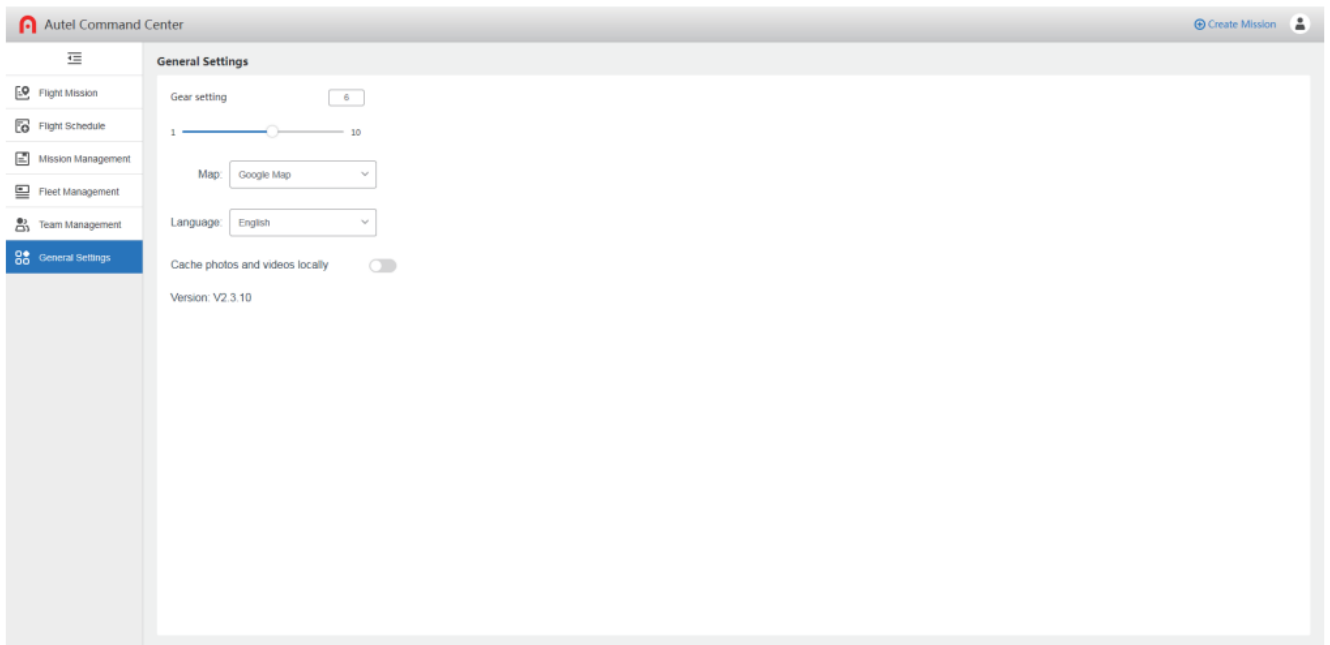 Autel Command Center
Create Mission
General Settings
Flight Mission
Flight Schedule
Mission Management
Fleet Management
Team Management
General Settings
Gear setting 6
1 10
Map: Google Map
Language: English
Cache photos and videos locally
Version: V2.3.10